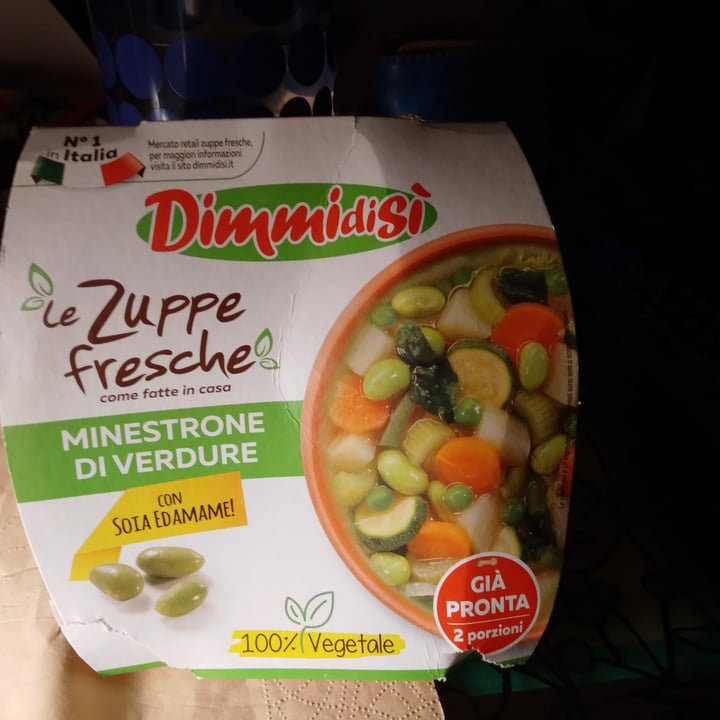 N° 1
in Italia
Mercato retail zuppe fresche,
per maggiori informazioni
visita il sito dimmidisi.it
DimmidiSì
Le Zuppe
fresche
come fatte in casa
MINESTRONE
DI VERDURE
CON
SOIA EDAMAME!
100% Vegetale
GIÀ
PRONTA
2 porzioni